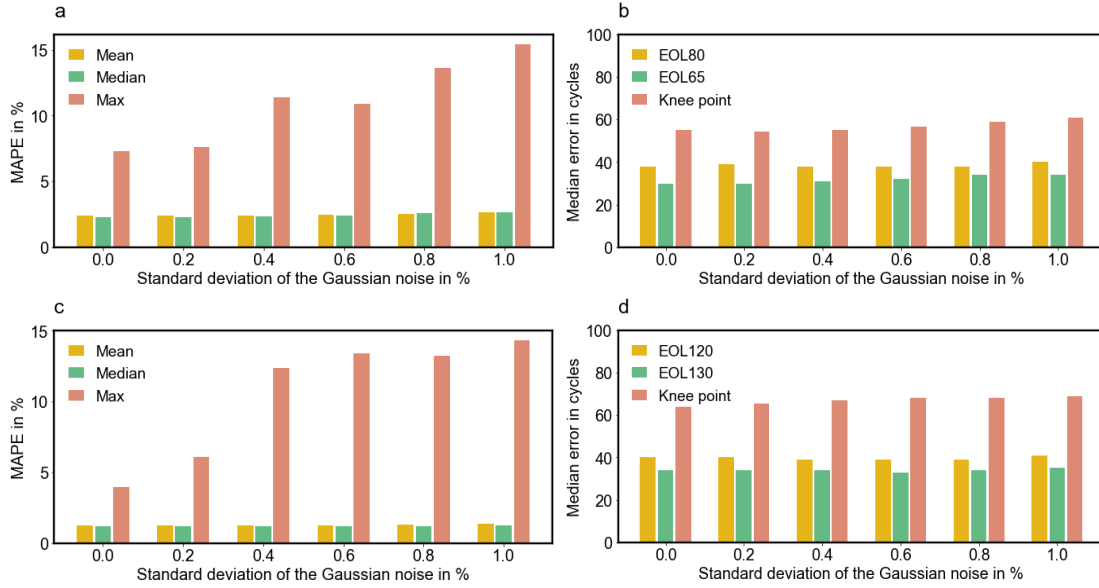 a
MAPE in %
15
10
5
0
Mean
Median
Max
0.0 0.2 0.4 0.6 0.8 1.0
Standard deviation of the Gaussian noise in %
b
Median error in cycles
100
80
60
40
20
0
EOL80
EOL65
Knee point
0.0 0.2 0.4 0.6 0.8 1.0
Standard deviation of the Gaussian noise in %
c
MAPE in %
15
10
5
0
Mean
Median
Max
0.0 0.2 0.4 0.6 0.8 1.0
Standard deviation of the Gaussian noise in %
d
Median error in cycles
100
80
60
40
20
0
EOL120
EOL130
Knee point
0.0 0.2 0.4 0.6 0.8 1.0
Standard deviation of the Gaussian noise in %